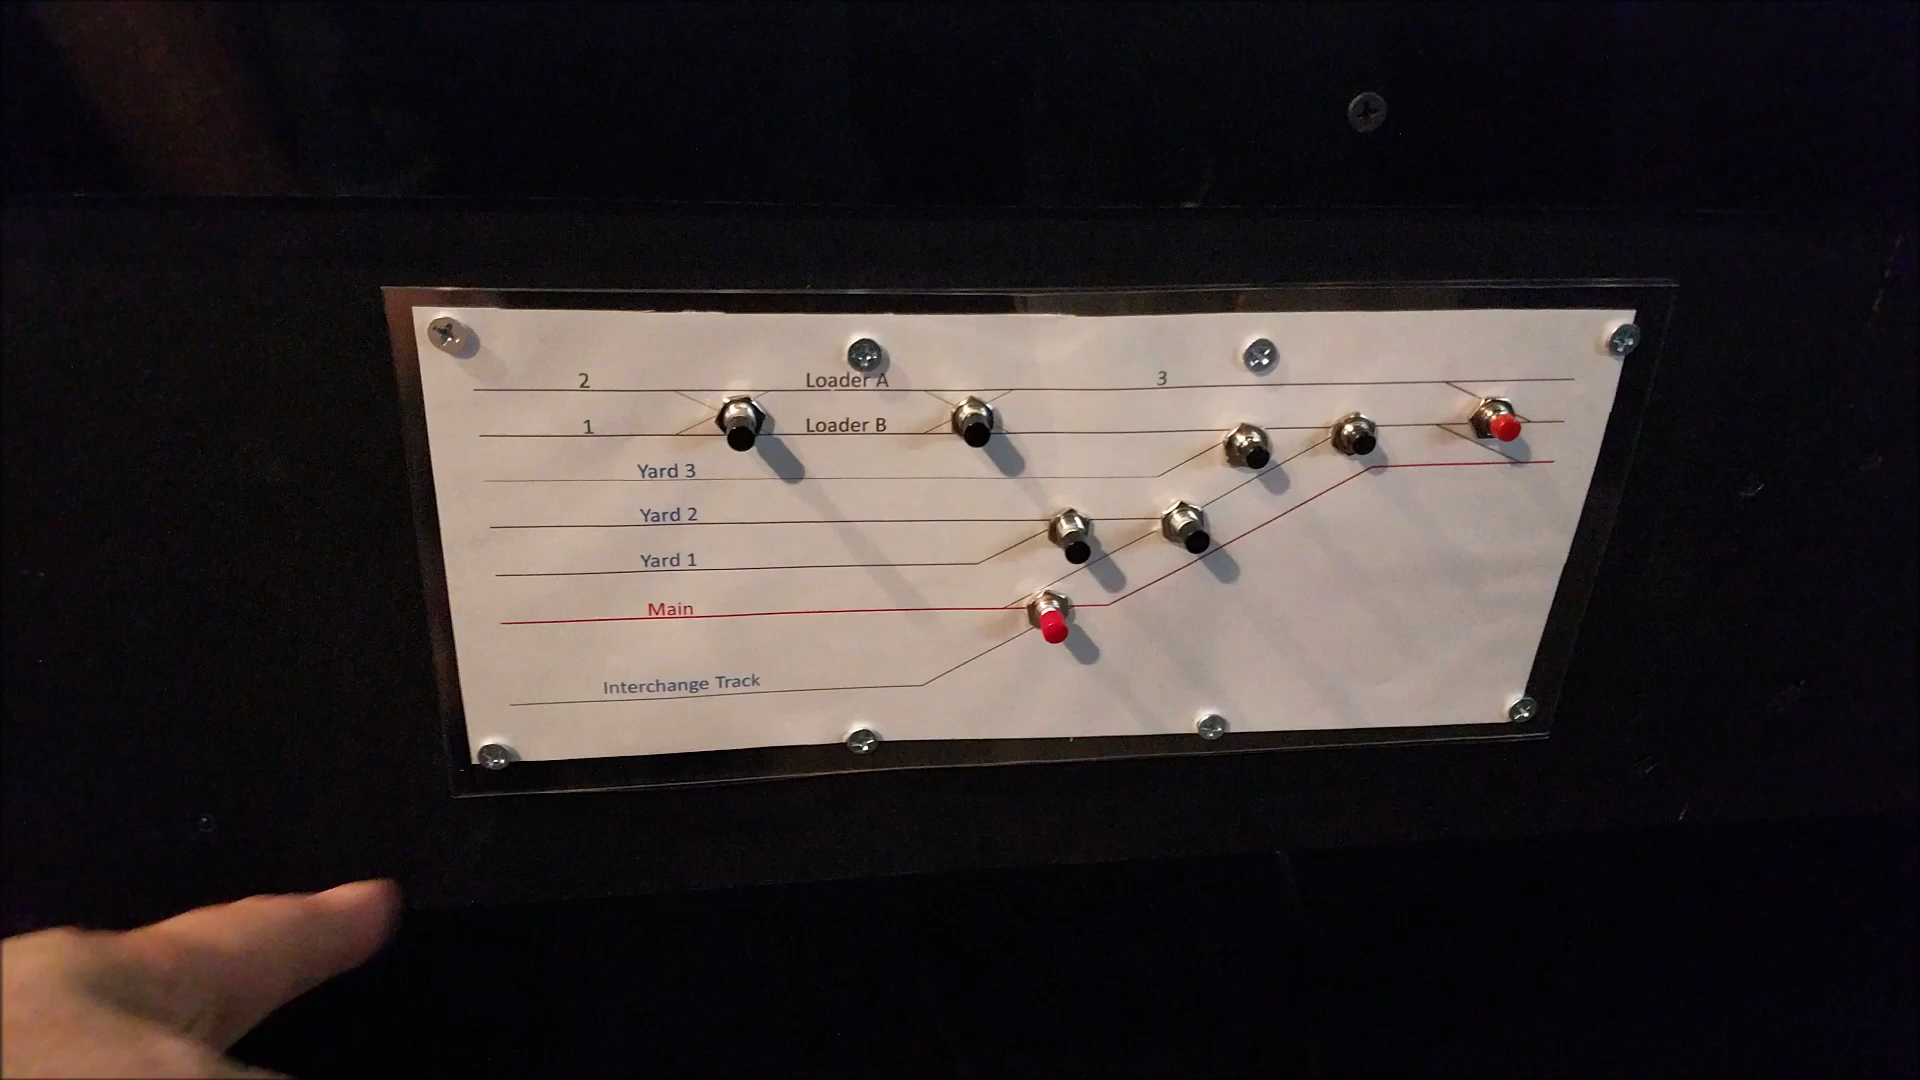 2 Loader A 3
1 Loader B
Yard 3
Yard 2
Yard 1
Main
Interchange Track